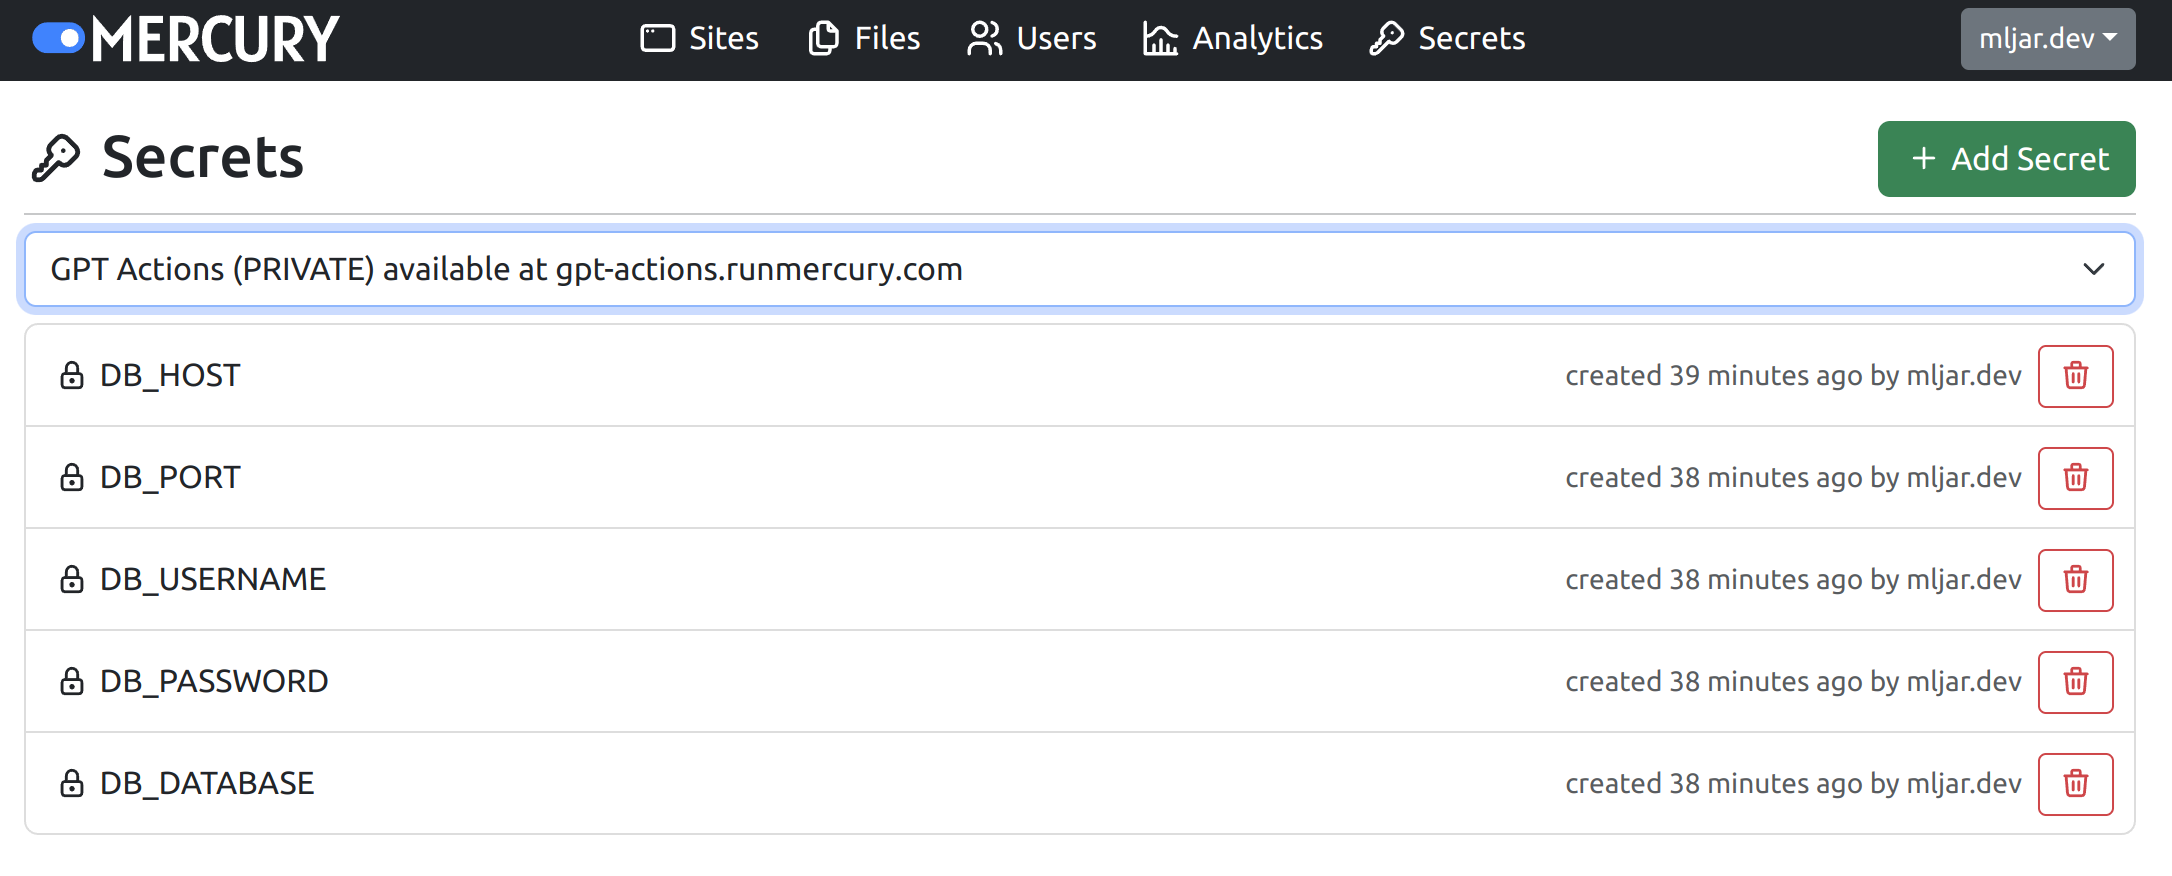 MERCURY Sites Files Users Analytics Secrets mljar.dev
Secrets + Add Secret
GPT Actions (PRIVATE) available at gpt-actions.runmercury.com
DB_HOST created 39 minutes ago by mljar.dev
DB_PORT created 38 minutes ago by mljar.dev
DB_USERNAME created 38 minutes ago by mljar.dev
DB_PASSWORD created 38 minutes ago by mljar.dev
DB_DATABASE created 38 minutes ago by mljar.dev